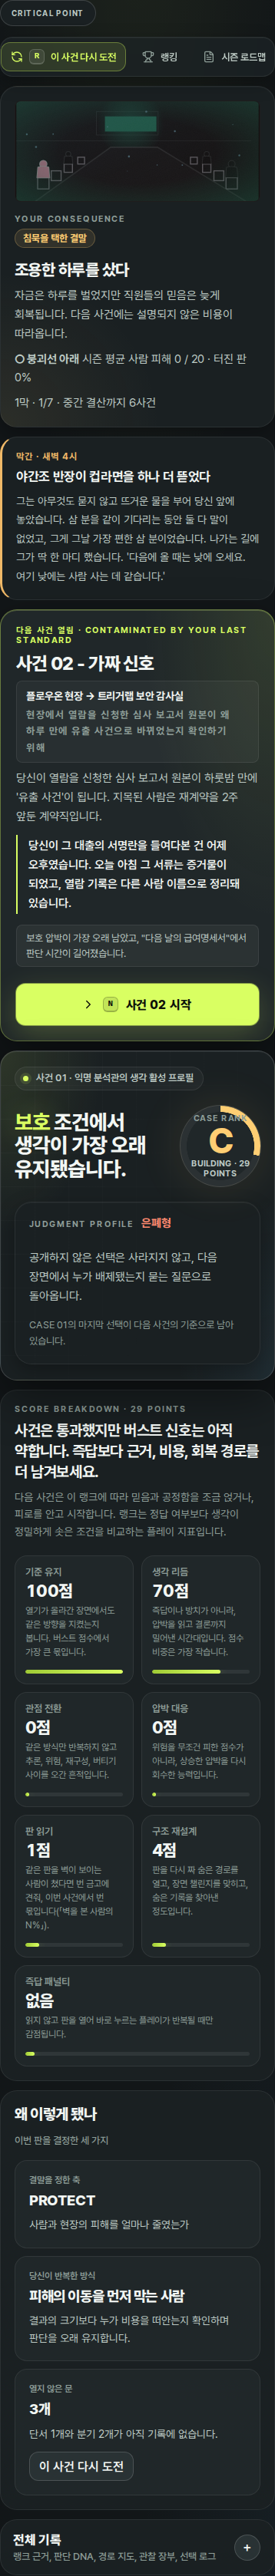 CRITICAL POINT
R 이 사건 다시 도전
랭킹
시즌 로드맵
YOUR CONSEQUENCE
침묵을 택한 결말
조용한 하루를 샀다
자금은 하루를 벌었지만 직원들의 믿음은 늦게
회복됩니다. 다음 사건에는 설명되지 않은 비용이
따라옵니다.
붕괴선 아래 시즌 평균 사람 피해 0 / 20 · 터진 판
0%
1막 · 1/7 · 중간 결산까지 6사건
막간 · 새벽 4시
야간조 반장이 컵라면을 하나 더 뜯었다
그는 아무것도 묻지 않고 뜨거운 물을 부어 당신 앞에
놓았습니다. 삼 분을 같이 기다리는 동안 둘 다 말이
없었고, 그게 그날 가장 편한 삼 분이었습니다. 나가는 길에
그가 딱 한 마디 했습니다. '다음에 올 때는 낮에 오세요.
여기 낮에는 사람 사는 데 같습니다.'
다음 사건 열림 · CONTAMINATED BY YOUR LAST
STANDARD
사건 02 - 가짜 신호
플로우온 현장 → 트리거랩 보안 감사실
현장에서 열람을 신청한 심사 보고서 원본이 왜
하루 만에 유출 사건으로 바뀌었는지 확인하기
위해
당신이 열람을 신청한 심사 보고서 원본이 하룻밤 만에
'유출 사건'이 됩니다. 지목된 사람은 재계약을 2주
앞둔 계약직입니다.
당신이 그 대출의 서명란을 들여다본 건 어제
오후였습니다. 오늘 아침 그 서류는 증거물이
되었고, 열람 기록은 다른 사람 이름으로 정리돼
있습니다.
보호 압박이 가장 오래 남았고, "다음 날의 급여명세서"에서
판단 시간이 길어졌습니다.
N 사건 02 시작
사건 01 · 익명 분석관의 생각 활성 프로필
보호 조건에서
생각이 가장 오래
유지됐습니다.
CASE RANK
C
BUILDING · 29
POINTS
JUDGMENT PROFILE 은폐형
공개하지 않은 선택은 사라지지 않고, 다음
장면에서 누가 배제됐는지 묻는 질문으로
돌아옵니다.
CASE 01의 마지막 선택이 다음 사건의 기준으로 남아
있습니다.
SCORE BREAKDOWN · 29 POINTS
사건은 통과했지만 버스트 신호는 아직
약합니다. 즉답보다 근거, 비용, 회복 경로를
더 남겨보세요.
다음 사건은 이 랭크에 따라 믿음과 공정함을 조금 얹거나,
피로를 안고 시작합니다. 랭크는 정답 여부보다 생각이
정밀하게 솟은 조건을 비교하는 플레이 지표입니다.
기준 유지
100점
열기가 올라간 장면에서도
같은 방향을 지켰는지
봅니다. 버스트 점수에서
가장 큰 몫입니다.
생각 리듬
70점
즉답이나 방치가 아니라,
압박을 읽고 결론까지
밀어낸 시간대입니다. 점수
비중은 가장 작습니다.
관점 전환
0점
같은 방식만 반복하지 않고
추론, 위험, 재구성, 버티기
사이를 오간 흔적입니다.
압박 대응
0점
위험을 무조건 피한 점수가
아니라, 상승한 압박을 다시
회수한 능력입니다.
판 읽기
1점
같은 판을 벽이 보이는
사람이 쳤다면 번 금고에
견줘, 이번 사건에서 번
몫입니다(「벽을 본 사람의
N%」).
구조 재설계
4점
판을 다시 짜 숨은 경로를
열고, 장면 챌린지를 맞히고,
숨은 기록을 찾아낸
정도입니다.
즉답 패널티
없음
읽지 않고 판을 열어 바로 누르는 플레이가 반복될 때만
감점됩니다.
왜 이렇게 됐나
이번 판을 결정한 세 가지
결말을 정한 축
PROTECT
사람과 현장의 피해를 얼마나 줄였는가
당신이 반복한 방식
피해의 이동을 먼저 막는 사람
결과의 크기보다 누가 비용을 떠안는지 확인하며
판단을 오래 유지합니다.
열지 않은 문
3개
단서 1개와 분기 2개가 아직 기록에 없습니다.
이 사건 다시 도전
전체 기록
랭크 근거, 판단 DNA, 경로 지도, 관찰 장부, 선택 로그
+